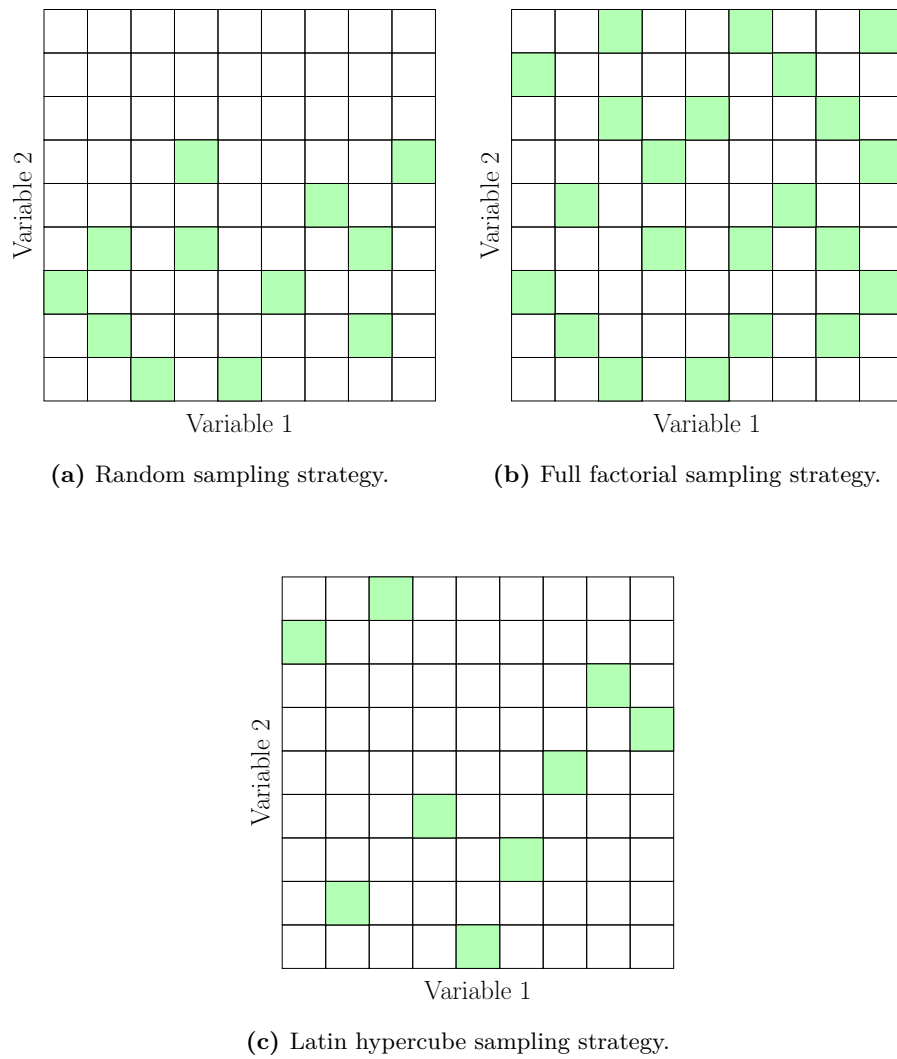 Variable 2
Variable 1
(a) Random sampling strategy.
Variable 2
Variable 1
(b) Full factorial sampling strategy.
Variable 2
Variable 1
(c) Latin hypercube sampling strategy.